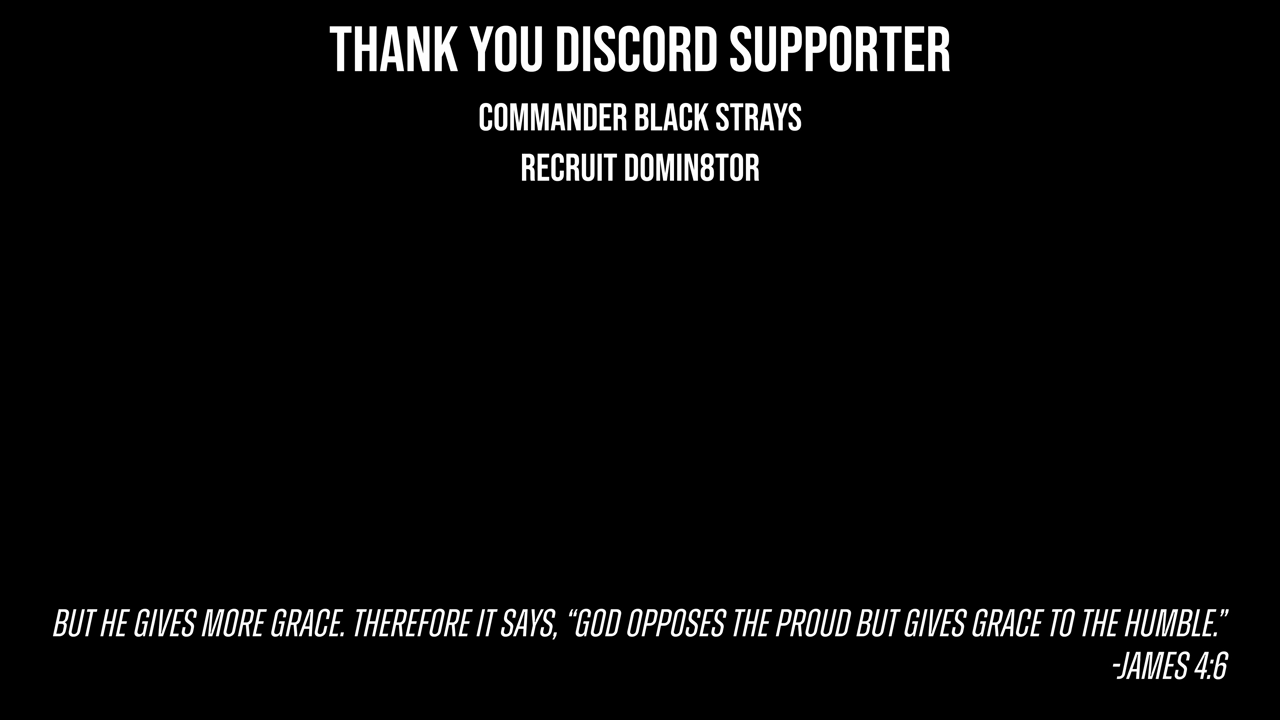 THANK YOU DISCORD SUPPORTER
COMMANDER BLACK STRAYS
RECRUIT DOMIN8TOR
BUT HE GIVES MORE GRACE. THEREFORE IT SAYS, “GOD OPPOSES THE PROUD BUT GIVES GRACE TO THE HUMBLE.”
-JAMES 4:6